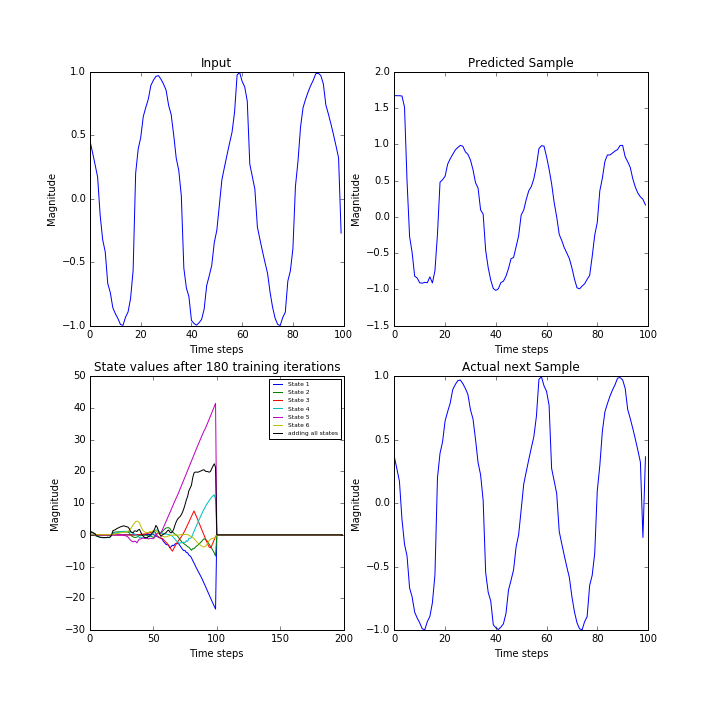 Input
Magnitude
1.0
0.5
0.0
−0.5
−1.0
0 20 40 60 80 100
Time steps
Predicted Sample
Magnitude
2.0
1.5
1.0
0.5
0.0
−0.5
−1.0
−1.5
0 20 40 60 80 100
Time steps
State values after 180 training iterations
Magnitude
50
40
30
20
10
0
−10
−20
−30
0 50 100 150 200
Time steps
State 1
State 2
State 3
State 4
State 5
State 6
adding all states
Actual next Sample
Magnitude
1.0
0.5
0.0
−0.5
−1.0
0 20 40 60 80 100
Time steps